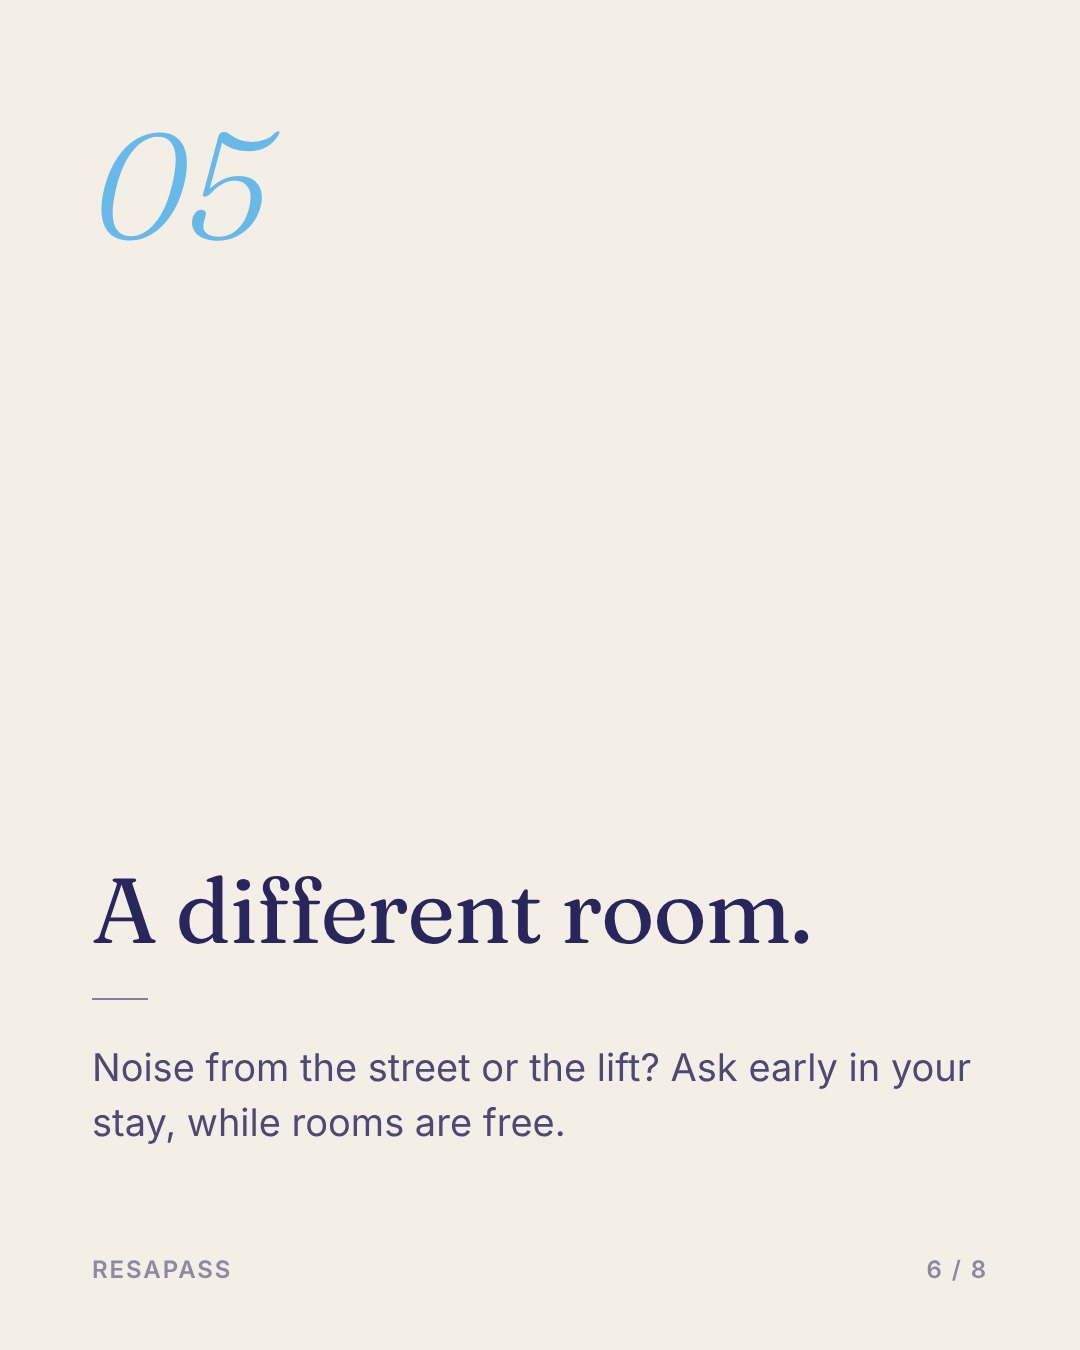 05
A different room.
Noise from the street or the lift? Ask early in your
stay, while rooms are free.
RESAPASS
6 / 8